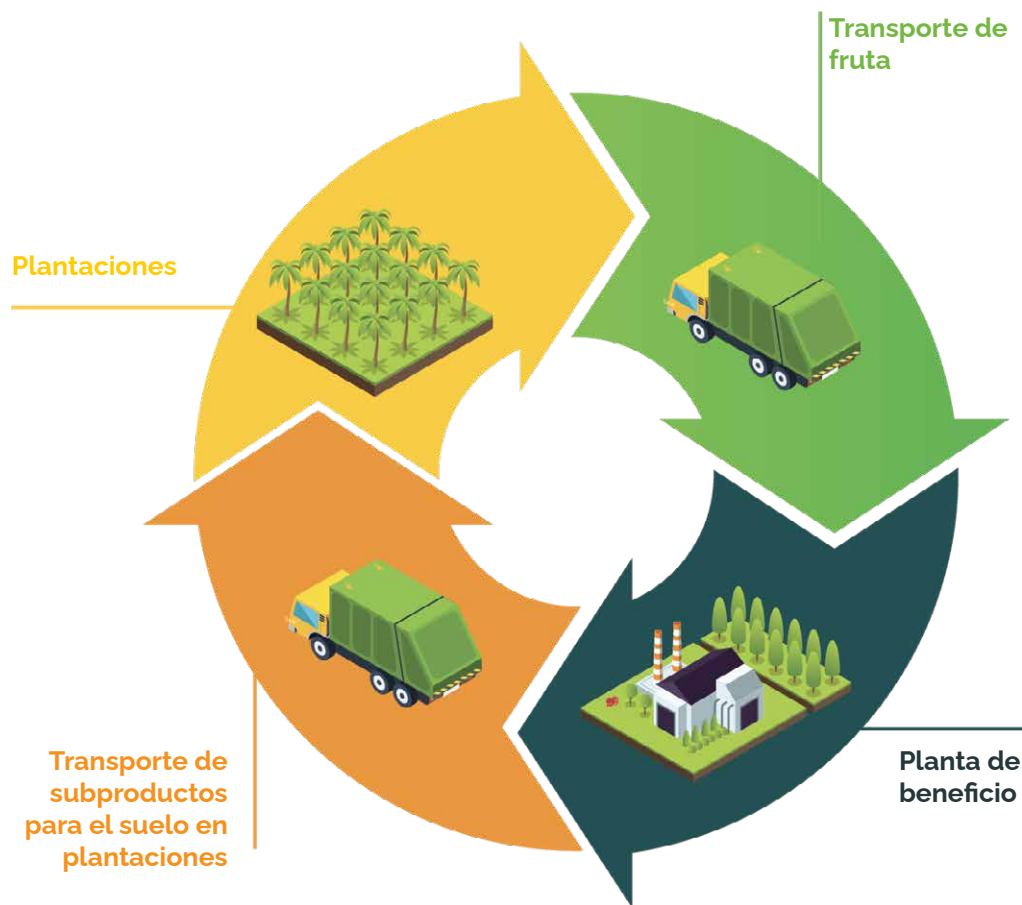 Transporte de
fruta
Plantaciones
Planta de
beneficio
Transporte de
subproductos
para el suelo en
plantaciones